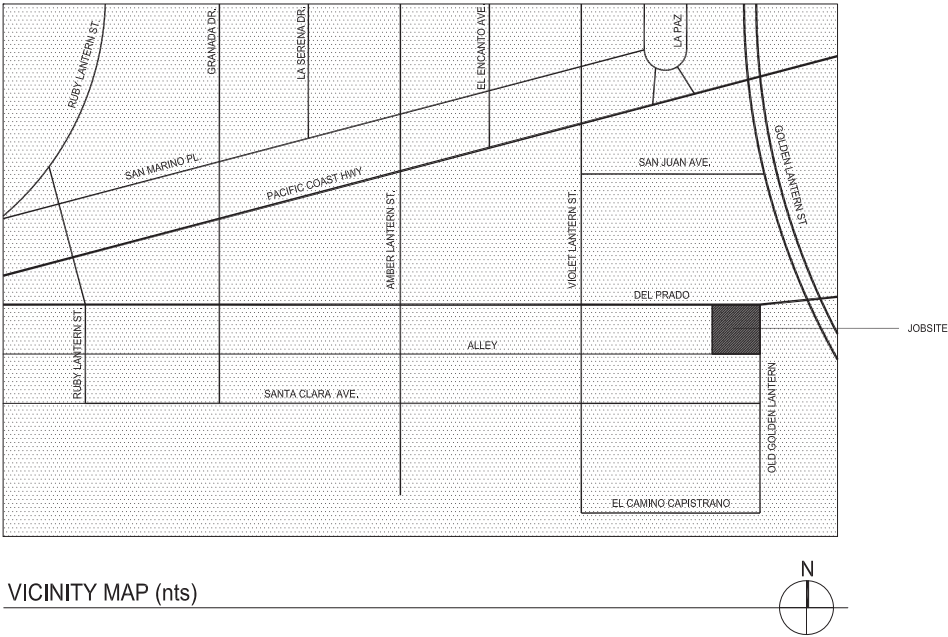 RUBY LANTERN ST.
GRANADA DR.
LA SERENA DR.
EL ENCANTO AVE.
LA PAZ
SAN MARINO PL.
PACIFIC COAST HWY
SAN JUAN AVE.
GOLDEN LANTERN ST.
AMBER LANTERN ST.
VIOLET LANTERN ST.
DEL PRADO
JOBSITE
RUBY LANTERN ST.
ALLEY
SANTA CLARA AVE.
OLD GOLDEN LANTERN
EL CAMINO CAPISTRANO
VICINITY MAP (nts)
N